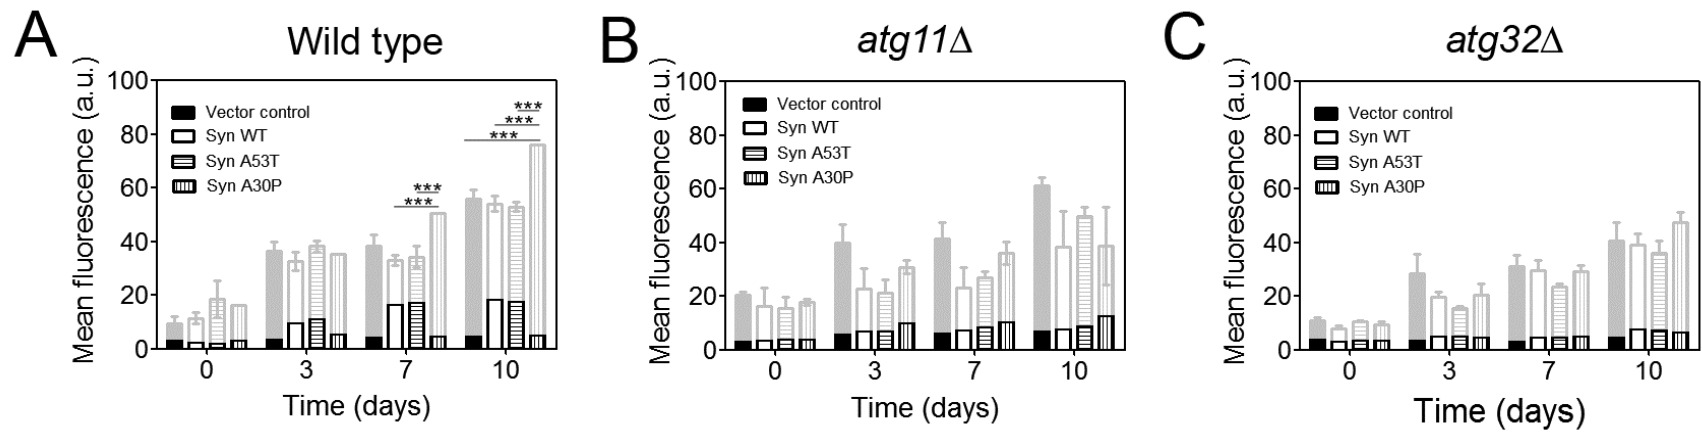 A
Wild type
Mean fluorescence (a.u.)
100
80
60
40
20
0
Vector control
Syn WT
Syn A53T
Syn A30P
***
***
***
***
***
0 3 7 10
Time (days)
B
atg11Δ
Mean fluorescence (a.u.)
100
80
60
40
20
0
Vector control
Syn WT
Syn A53T
Syn A30P
0 3 7 10
Time (days)
C
atg32Δ
Mean fluorescence (a.u.)
100
80
60
40
20
0
Vector control
Syn WT
Syn A53T
Syn A30P
0 3 7 10
Time (days)